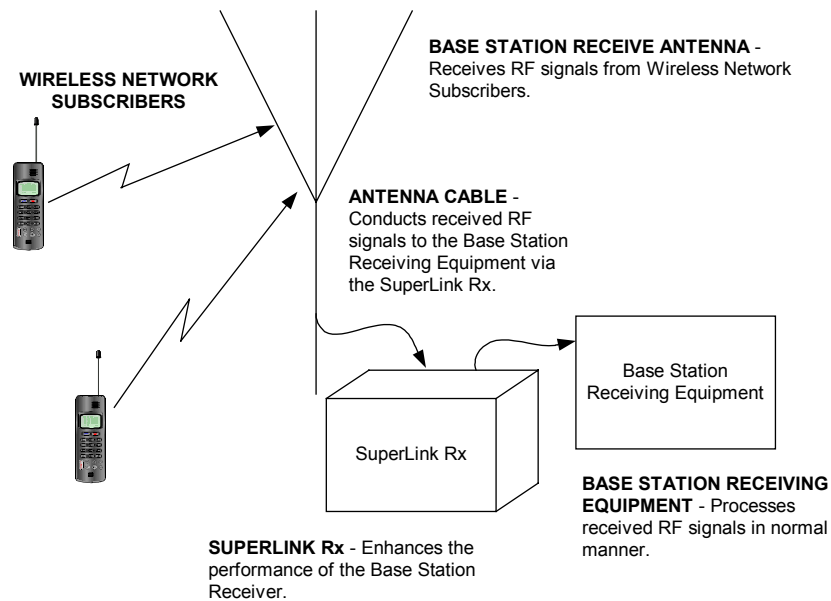 WIRELESS NETWORK
SUBSCRIBERS
BASE STATION RECEIVE ANTENNA -
Receives RF signals from Wireless Network
Subscribers.
ANTENNA CABLE -
Conducts received RF
signals to the Base Station
Receiving Equipment via
the SuperLink Rx.
Base Station
Receiving Equipment
SuperLink Rx
BASE STATION RECEIVING
EQUIPMENT - Processes
received RF signals in normal
manner.
SUPERLINK Rx - Enhances the
performance of the Base Station
Receiver.